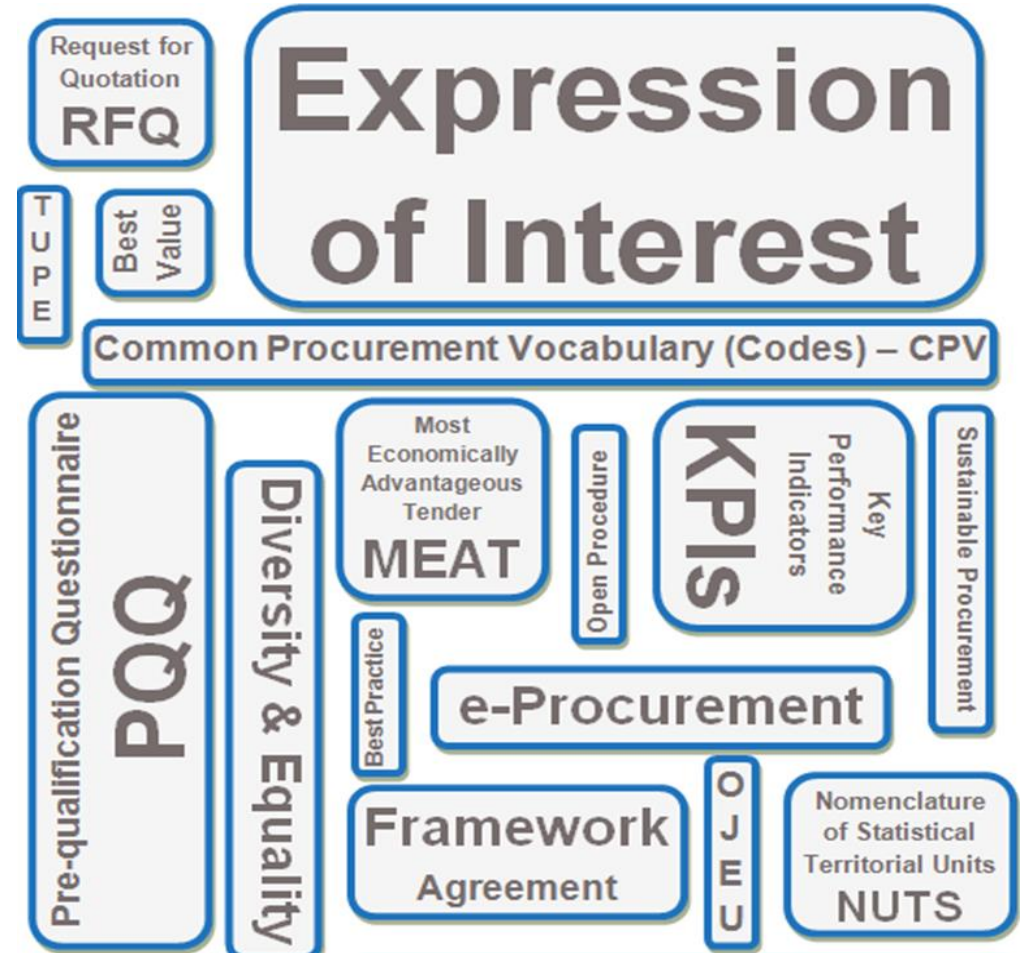 Request for
Quotation
RFQ
Expression
of Interest
T
U
P
E
Best
Value
Common Procurement Vocabulary (Codes) – CPV
Pre-qualification Questionnaire
PQQ
Diversity & Equality
Most
Economically
Advantageous
Tender
MEAT
Open Procedure
Key
Performance
Indicators
KPIs
Sustainable Procurement
Best Practice
e-Procurement
Framework
Agreement
O
J
E
U
Nomenclature
of Statistical
Territorial Units
NUTS